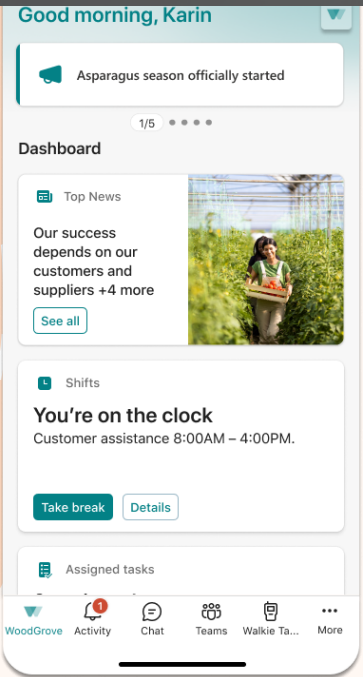 Good morning, Karin
Asparagus season officially started
1/5
Dashboard
Top News
Our success
depends on our
customers and
suppliers +4 more
See all
Shifts
You're on the clock
Customer assistance 8:00AM – 4:00PM.
Take break
Details
Assigned tasks
1
WoodGrove
Activity
Chat
Teams
Walkie Ta...
More